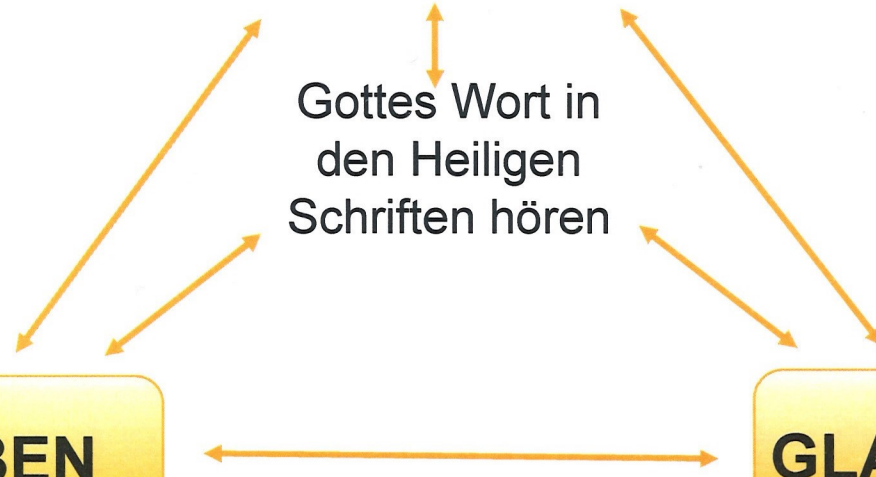 Gottes Wort in
den Heiligen
Schriften hören
BEN
GLA